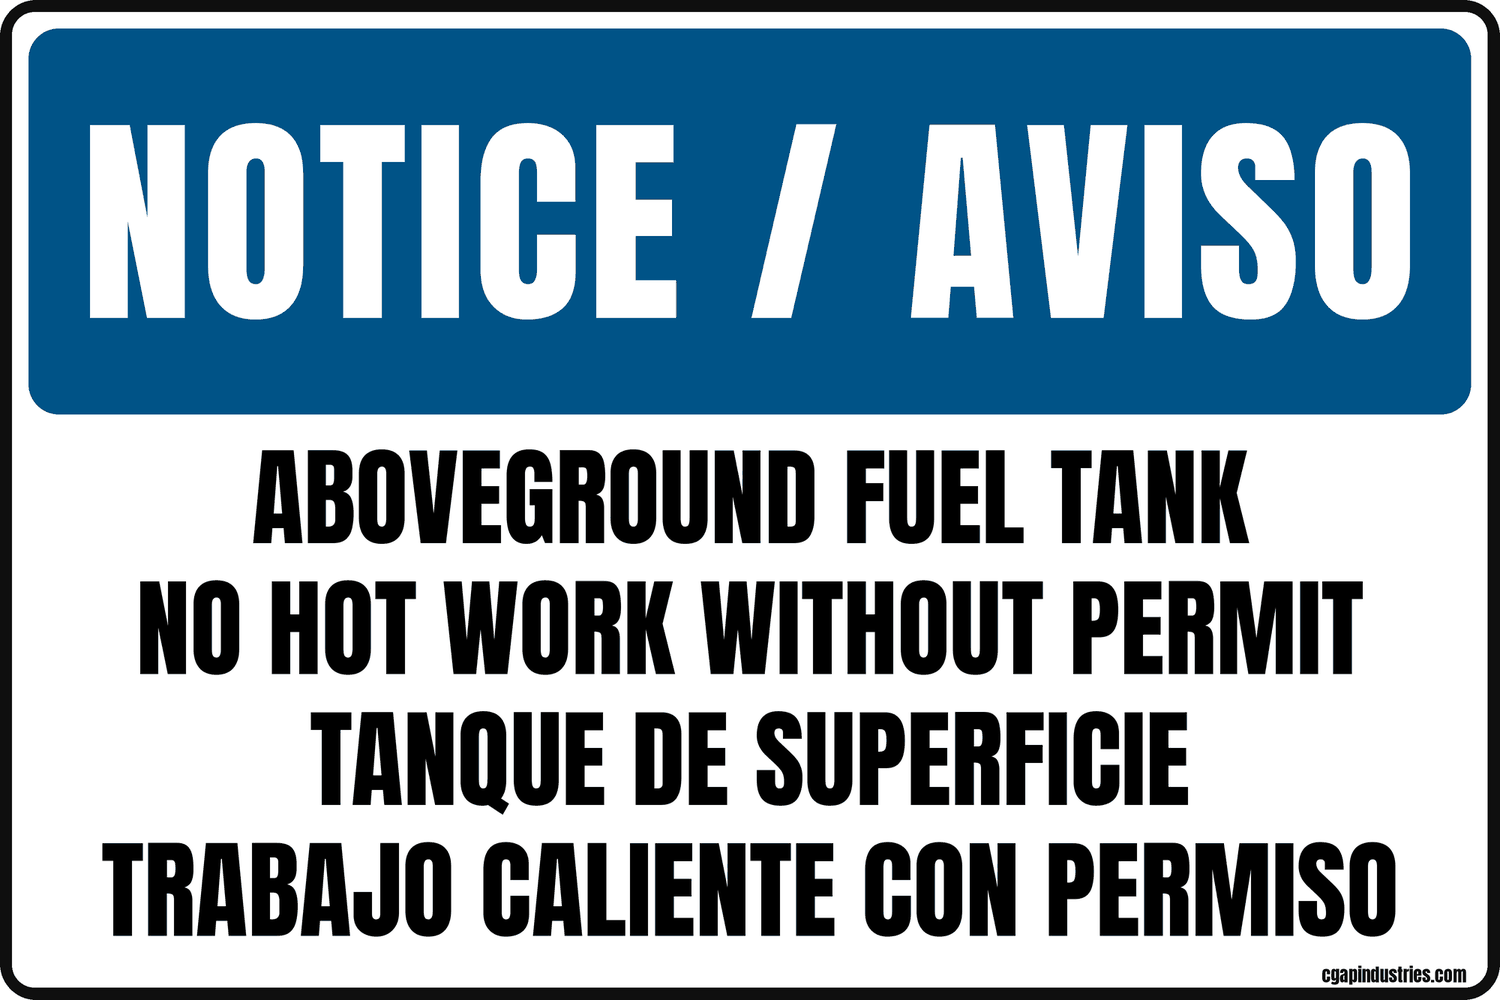 NOTICE / AVISO
ABOVEGROUND FUEL TANK
NO HOT WORK WITHOUT PERMIT
TANQUE DE SUPERFICIE
TRABAJO CALIENTE CON PERMISO
cgapindustries.com